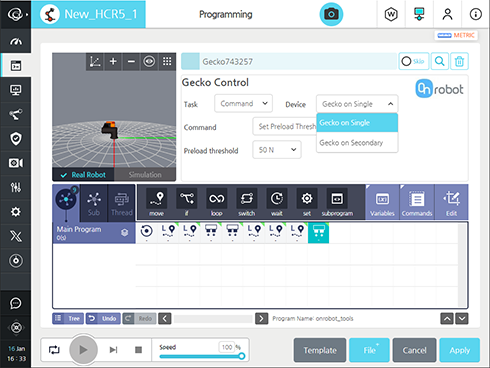 New_HCR5_1
Programming
METRIC
Gecko743257
Skip
Gecko Control
On robot
Task
Command
Device
Gecko on Single
Gecko on Single
Gecko on Secondary
Command
Set Preload Thresh
Preload threshold
50 N
Real Robot
Simulation
Sub
Thread
move
if
loop
switch
wait
set
subprogram
Variables
Commands
Edit
Main Program
0(s)
Tree
Undo
Redo
Program Name: onrobot_tools
Speed
100 %
Template
File
Cancel
Apply
16 Jan
16 : 33